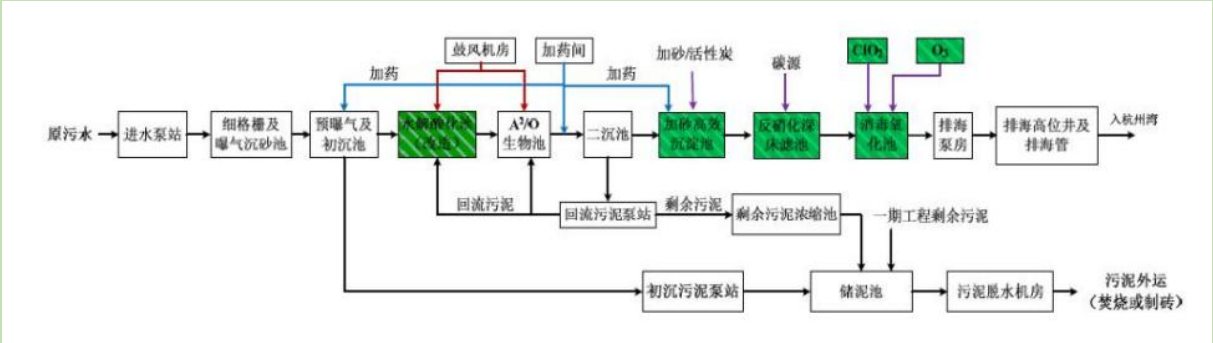 鼓风机房
加药间
加砂/活性炭
碳源
ClO₂
O₃
加药
加药
原污水
进水泵站
细格栅及
曝气沉砂池
预曝气及
初沉池
水解酸化池
（改造）
A²/O
生物池
二沉池
加砂高效
沉淀池
反硝化深
床滤池
消毒氧
化池
排海
泵房
排海高位井及
排海管
入杭州湾
回流污泥
回流污泥泵站
剩余污泥
剩余污泥浓缩池
一期工程剩余污泥
初沉污泥泵站
储泥池
污泥脱水机房
污泥外运
（焚烧或制砖）